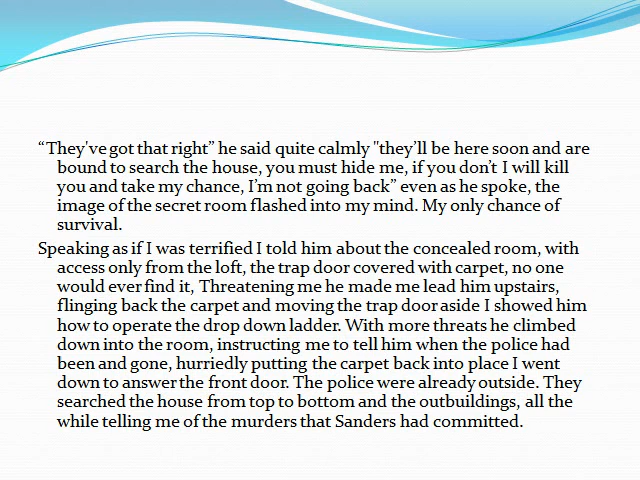 “They've got that right” he said quite calmly "they’ll be here soon and are
bound to search the house, you must hide me, if you don’t I will kill
you and take my chance, I’m not going back” even as he spoke, the
image of the secret room flashed into my mind. My only chance of
survival.
Speaking as if I was terrified I told him about the concealed room, with
access only from the loft, the trap door covered with carpet, no one
would ever find it, Threatening me he made me lead him upstairs,
flinging back the carpet and moving the trap door aside I showed him
how to operate the drop down ladder. With more threats he climbed
down into the room, instructing me to tell him when the police had
been and gone, hurriedly putting the carpet back into place I went
down to answer the front door. The police were already outside. They
searched the house from top to bottom and the outbuildings, all the
while telling me of the murders that Sanders had committed.